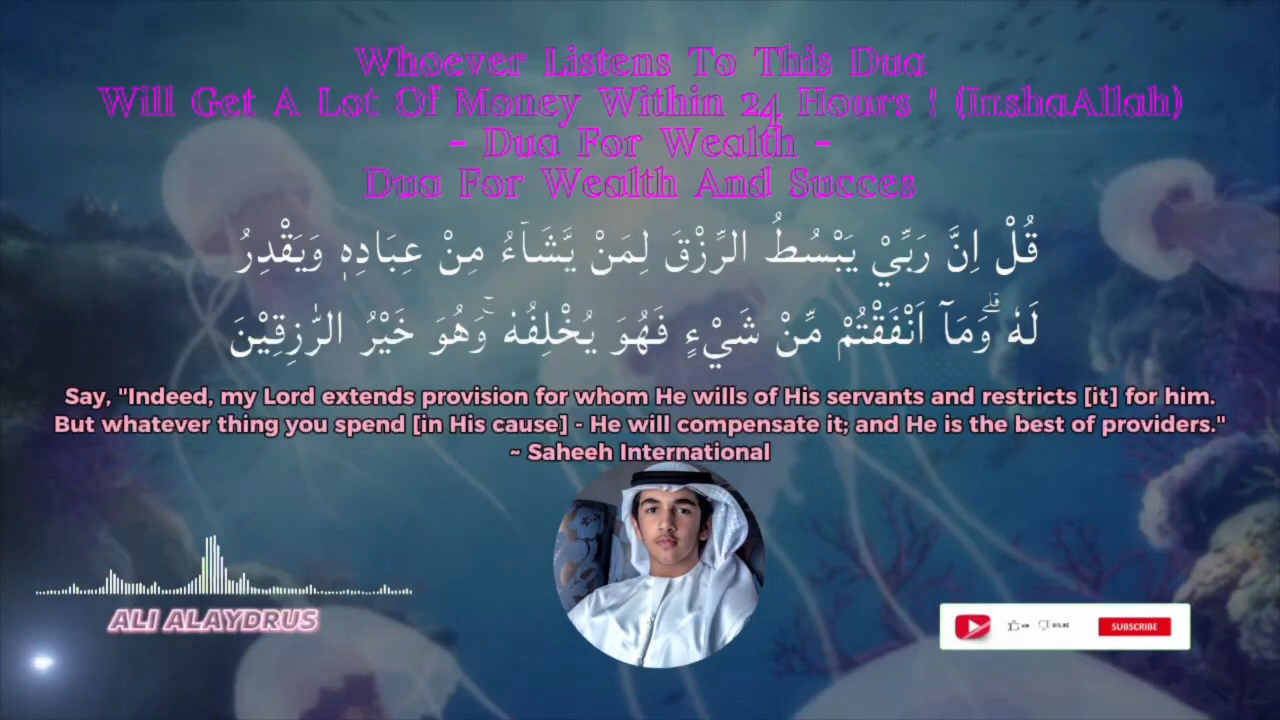 Whoever Listens To This Dua
Will Get A Lot Of Money Within 24 Hours ! (InshaAllah)
- Dua For Wealth -
Dua For Wealth And Succes
قُلْ اِنَّ رَبِّيْ يَبْسُطُ الرِّزْقَ لِمَنْ يَّشَاۤءُ مِنْ عِبَادِهٖ وَيَقْدِرُ
لَهٗ ۗوَمَآ اَنْفَقْتُمْ مِّنْ شَيْءٍ فَهُوَ يُخْلِفُهٗ ۚوَهُوَ خَيْرُ الرّٰزِقِيْنَ
Say, "Indeed, my Lord extends provision for whom He wills of His servants and restricts [it] for him.
But whatever thing you spend [in His cause] - He will compensate it; and He is the best of providers."
~ Saheeh International
ALI ALAYDRUS
SUBSCRIBE